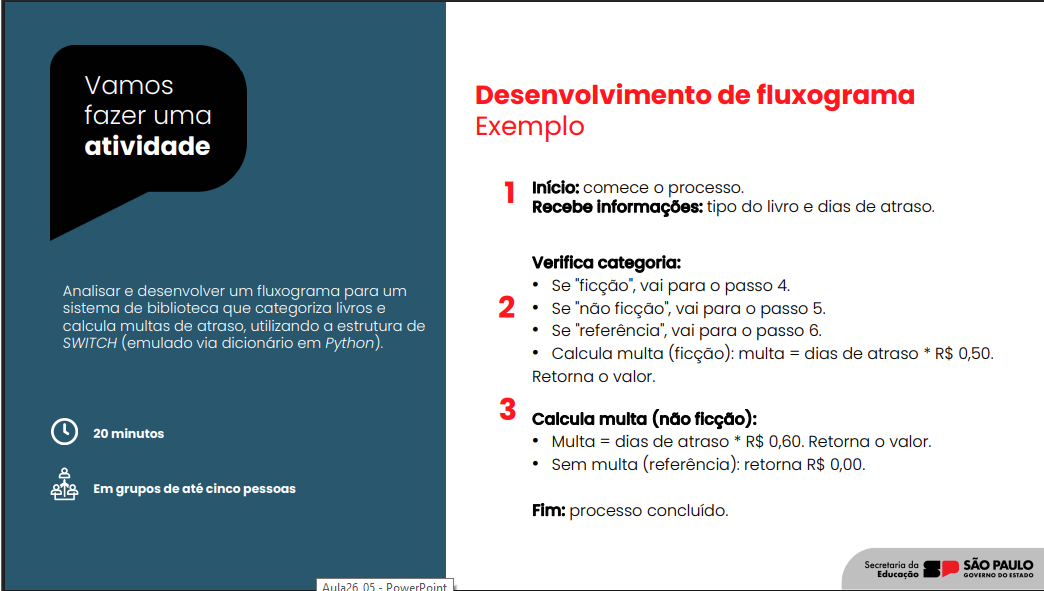 Vamos
fazer uma
atividade
Analisar e desenvolver um fluxograma para um
sistema de biblioteca que categoriza livros e
calcula multas de atraso, utilizando a estrutura de
SWITCH (emulado via dicionário em Python).
20 minutos
Em grupos de até cinco pessoas
Desenvolvimento de fluxograma
Exemplo
1
Início: comece o processo.
Recebe informações: tipo do livro e dias de atraso.
2
Verifica categoria:
• Se "ficção", vai para o passo 4.
• Se "não ficção", vai para o passo 5.
• Se "referência", vai para o passo 6.
• Calcula multa (ficção): multa = dias de atraso * R$ 0,50.
Retorna o valor.
3
Calcula multa (não ficção):
• Multa = dias de atraso * R$ 0,60. Retorna o valor.
• Sem multa (referência): retorna R$ 0,00.
Fim: processo concluído.
Secretaria da
Educação
SÃO PAULO
GOVERNO DO ESTADO
Aula26_05 - PowerPoint